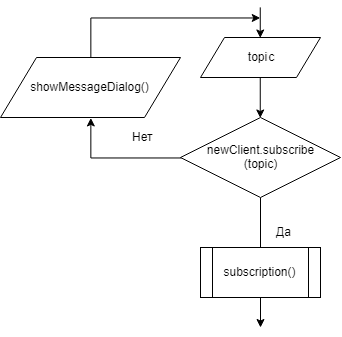 topic
showMessageDialog()
Нет
newClient.subscribe
(topic)
Да
subscription()